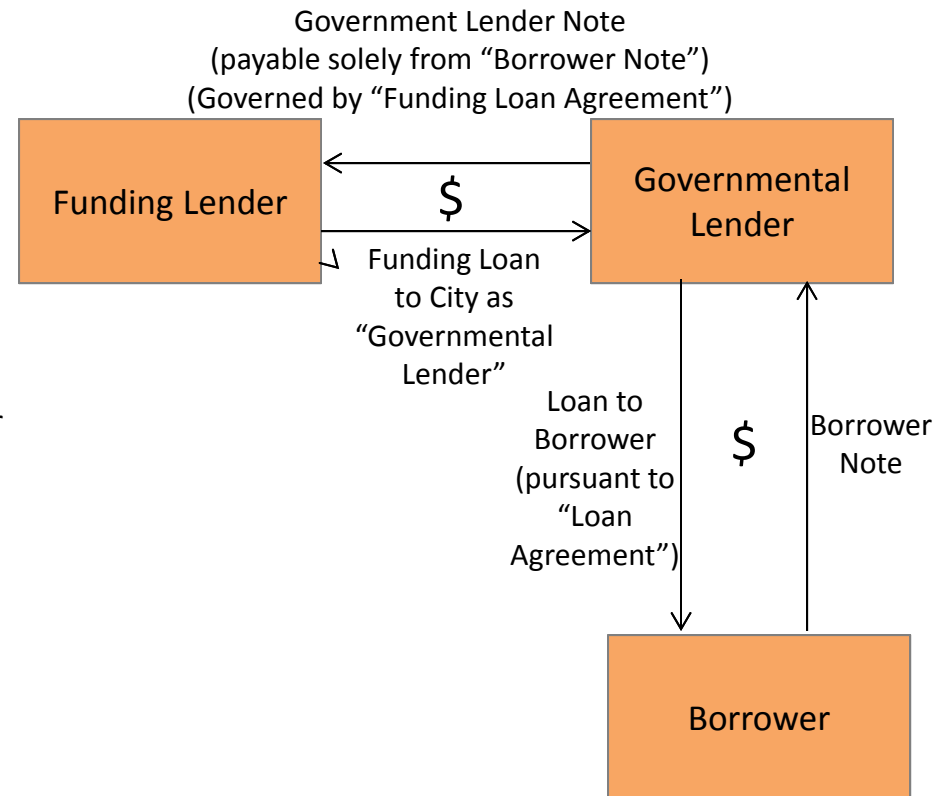 Government Lender Note
(payable solely from “Borrower Note”)
(Governed by “Funding Loan Agreement”)
Funding Lender
$
Governmental
Lender
Funding Loan
to City as
“Governmental
Lender”
Loan to
Borrower
(pursuant to
“Loan
Agreement”)
$
Borrower
Note
Borrower